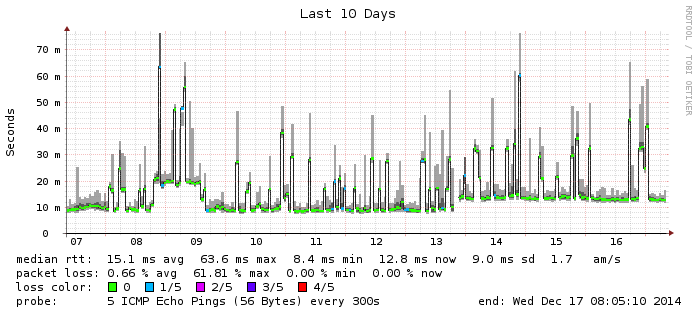 Last 10 Days
RRDTOOL / TOBI OETIKER
Seconds
70 m
60 m
50 m
40 m
30 m
20 m
10 m
0
07 08 09 10 11 12 13 14 15 16
median rtt: 15.1 ms avg 63.6 ms max 8.4 ms min 12.8 ms now 9.0 ms sd 1.7 am/s
packet loss: 0.66 % avg 61.81 % max 0.00 % min 0.00 % now
loss color: 0 1/5 2/5 3/5 4/5
probe: 5 ICMP Echo Pings (56 Bytes) every 300s end: Wed Dec 17 08:05:10 2014